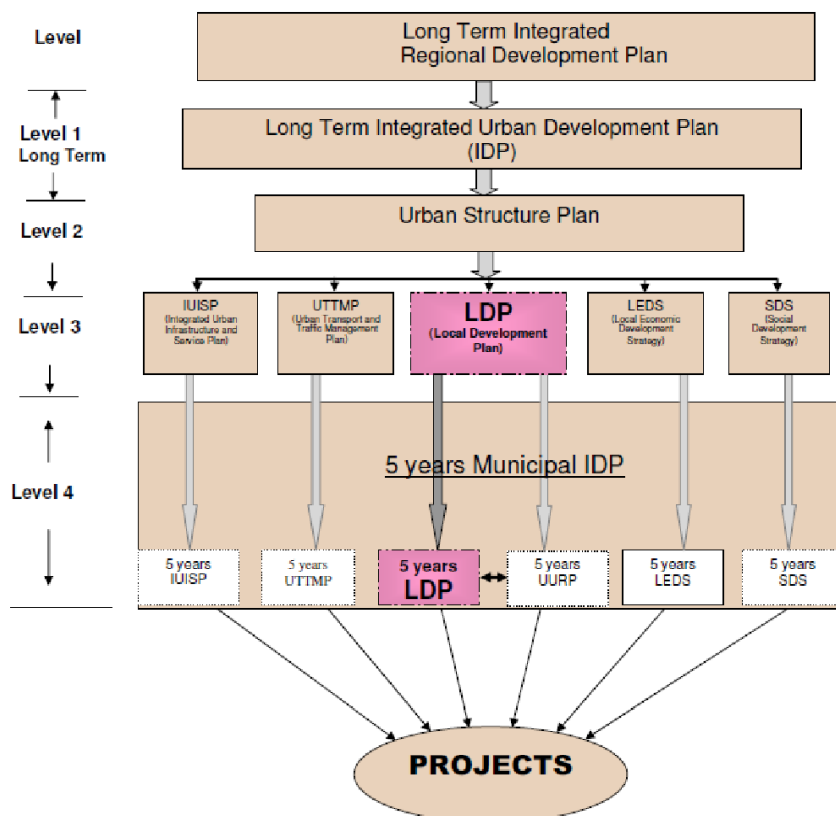 Level
Long Term Integrated
Regional Development Plan
Level 1
Long Term
Long Term Integrated Urban Development Plan
(IDP)
Level 2
Urban Structure Plan
Level 3
IUISP
(Integrated Urban
Infrastructure and
Service Plan)
UTTMP
(Urban Transport and
Traffic Management
Plan)
LDP
(Local Development
Plan)
LEDS
(Local Economic
Development
Strategy)
SDS
(Social
Development
Strategy)
Level 4
5 years Municipal IDP
5 years
IUISP
5 years
UTTMP
5 years
LDP
5 years
UURP
5 years
LEDS
5 years
SDS
PROJECTS